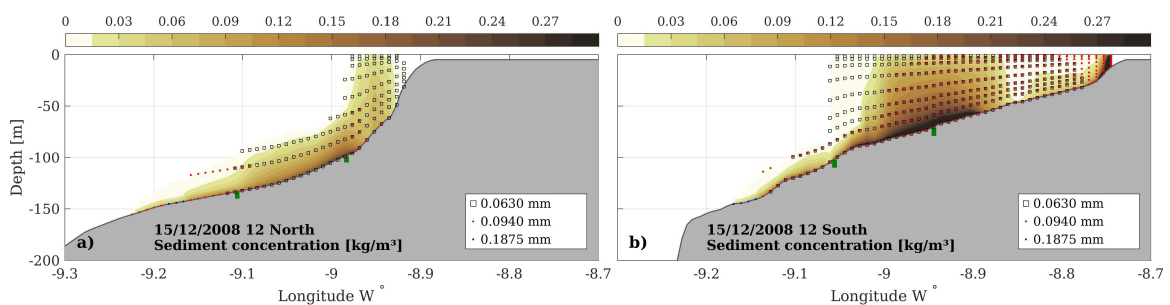 0.03 0.06 0.09 0.12 0.15 0.18 0.21 0.24 0.27
0
-50
-100
-150
-200
Depth [m]
0.0630 mm
0.0940 mm
0.1875 mm
a)
15/12/2008 12 North
Sediment concentration [kg/m³]
-9.3 -9.2 -9.1 -9 -8.9 -8.8 -8.7
Longitude W °
0.03 0.06 0.09 0.12 0.15 0.18 0.21 0.24 0.27
0.0630 mm
0.0940 mm
0.1875 mm
b)
15/12/2008 12 South
Sediment concentration [kg/m³]
-9.2 -9.1 -9 -8.9 -8.8 -8.7
Longitude W °